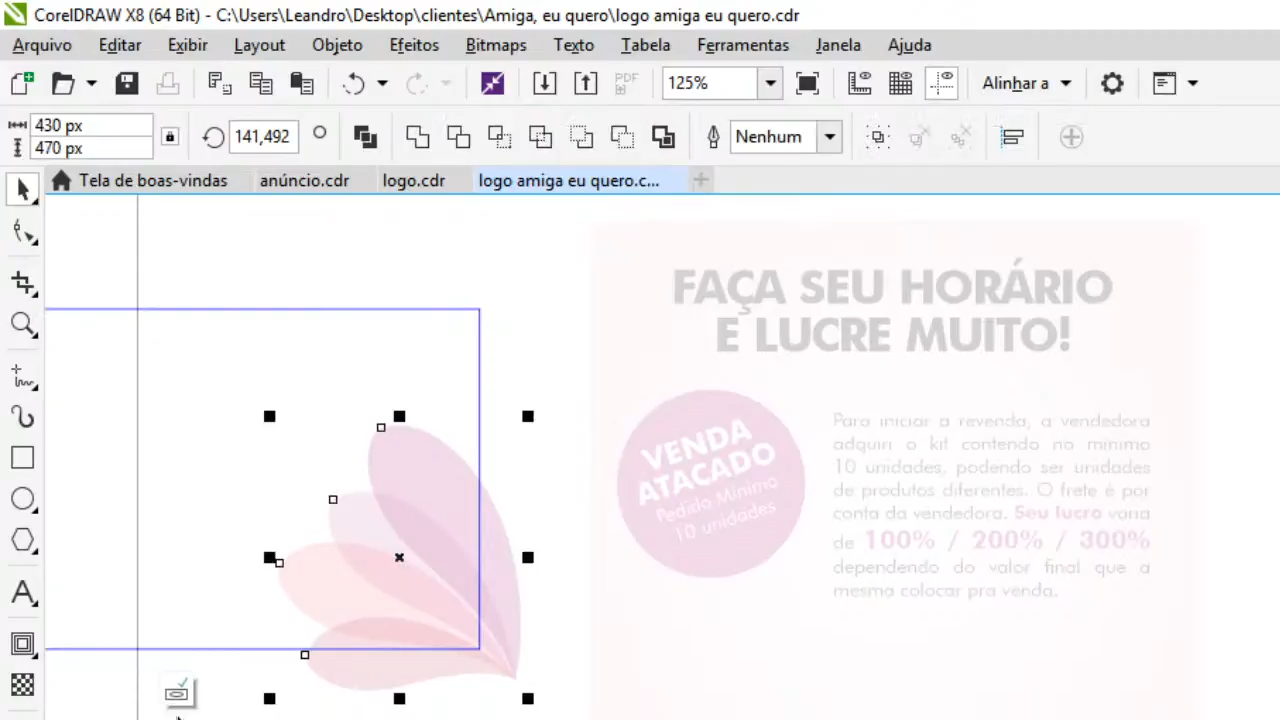 CorelDRAW X8 (64 Bit) - C:\Users\Leandro\Desktop\clientes\Amiga, eu quero\logo amiga eu quero.cdr
Arquivo Editar Exibir Layout Objeto Efeitos Bitmaps Texto Tabela Ferramentas Janela Ajuda
PDF 125% Alinhar a
430 px
470 px
141,492 o Nenhum
Tela de boas-vindas anúncio.cdr logo.cdr logo amiga eu quero.c...
FAÇA SEU HORÁRIO
E LUCRE MUITO!
VENDA
ATACADO
Pedido Mínimo
10 unidades
Para iniciar a revenda, a vendedora
adquiri o kit contendo no mínimo
10 unidades, podendo ser unidades
de produtos diferentes. O frete é por
conta da vendedora. Seu lucro varia
de 100% / 200% / 300%
dependendo do valor final que a
mesma colocar pra venda.